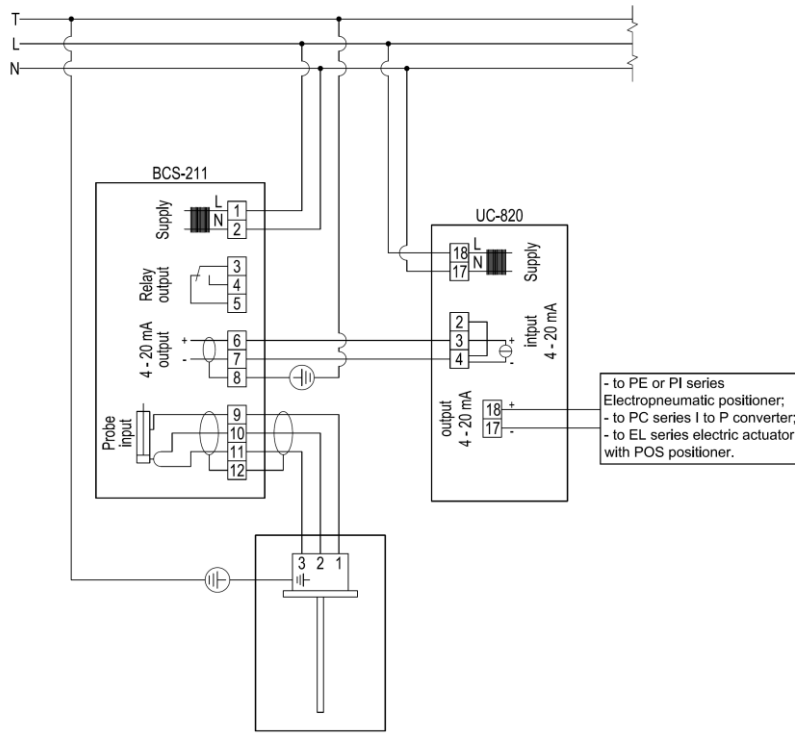 T
L
N
BCS-211
Supply
L
N
1
2
Relay
output
3
4
5
4 - 20 mA
output
+
-
6
7
8
Probe
input
9
10
11
12
UC-820
18
17
L
N
Supply
2
3
4
+
-
intput
4 - 20 mA
output
4 - 20 mA
18
17
+
-
- to PE or PI series
Electropneumatic positioner;
- to PC series I to P converter;
- to EL series electric actuator
with POS positioner.
3 2 1